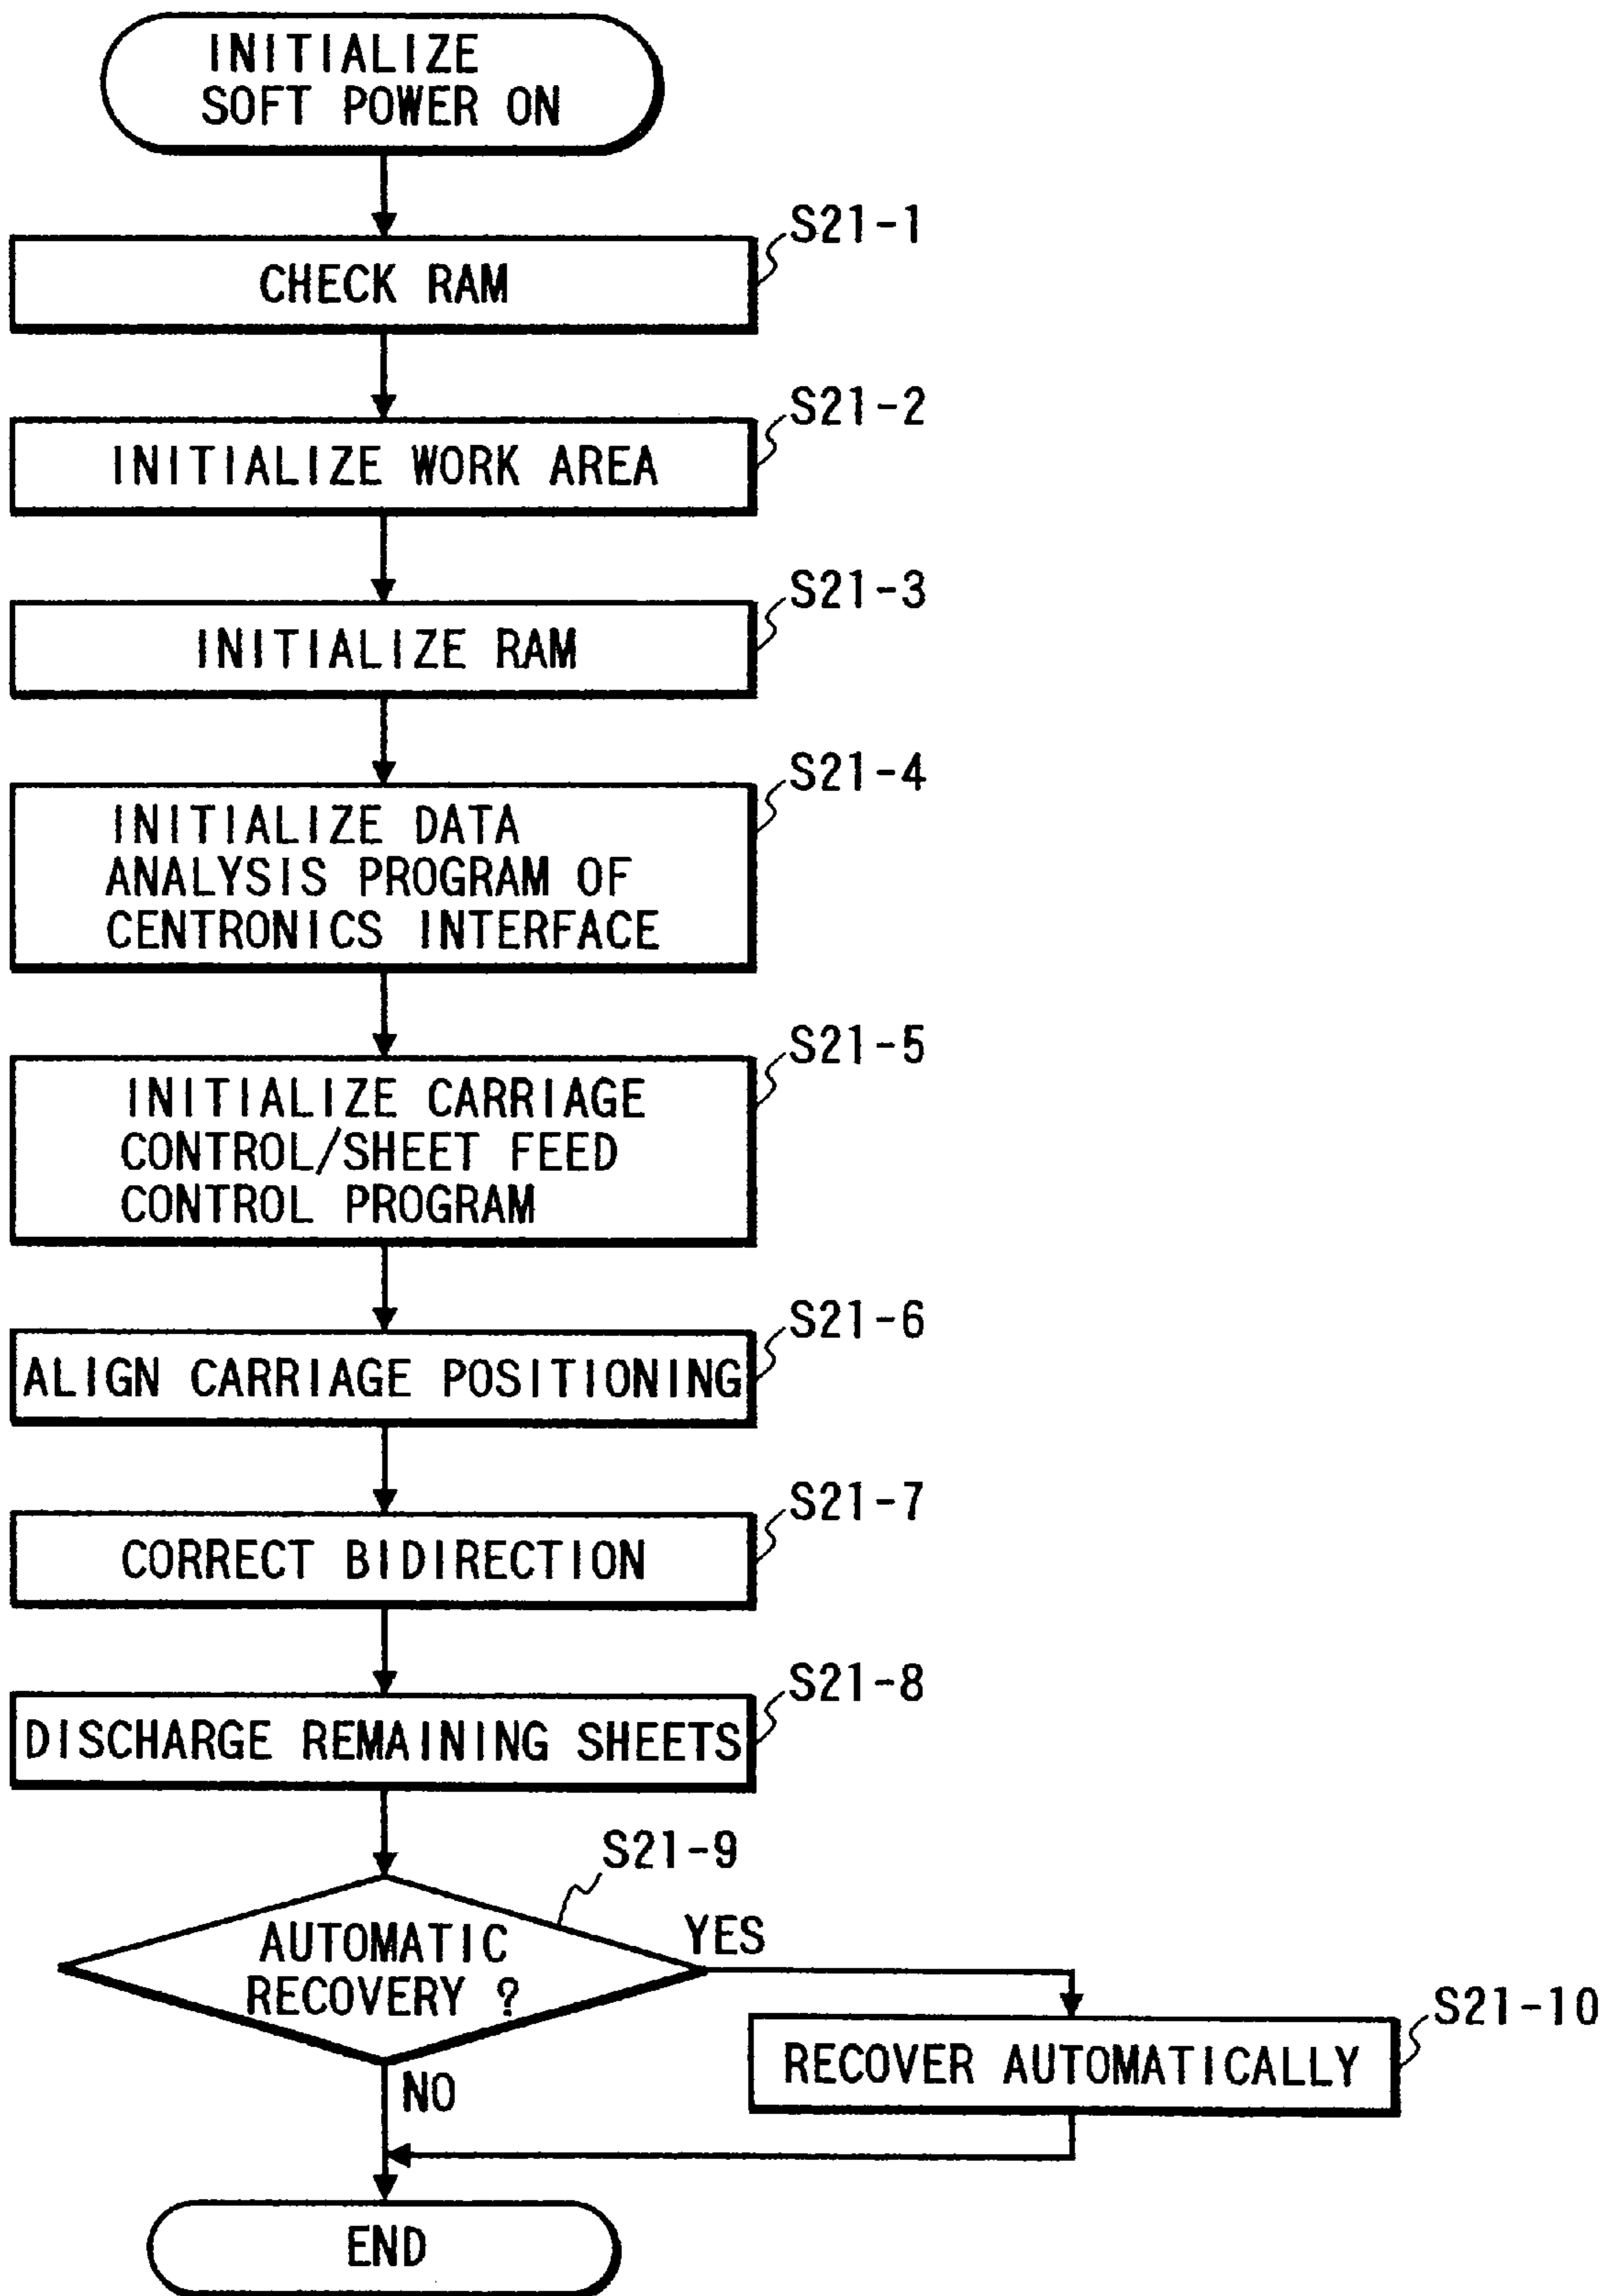 INITIALIZE
SOFT POWER ON
S21-1
CHECK RAM
S21-2
INITIALIZE WORK AREA
S21-3
INITIALIZE RAM
S21-4
INITIALIZE DATA
ANALYSIS PROGRAM OF
CENTRONICS INTERFACE
S21-5
INITIALIZE CARRIAGE
CONTROL/SHEET FEED
CONTROL PROGRAM
S21-6
ALIGN CARRIAGE POSITIONING
S21-7
CORRECT BIDIRECTION
S21-8
DISCHARGE REMAINING SHEETS
S21-9
AUTOMATIC
RECOVERY ?
YES
S21-10
RECOVER AUTOMATICALLY
NO
END